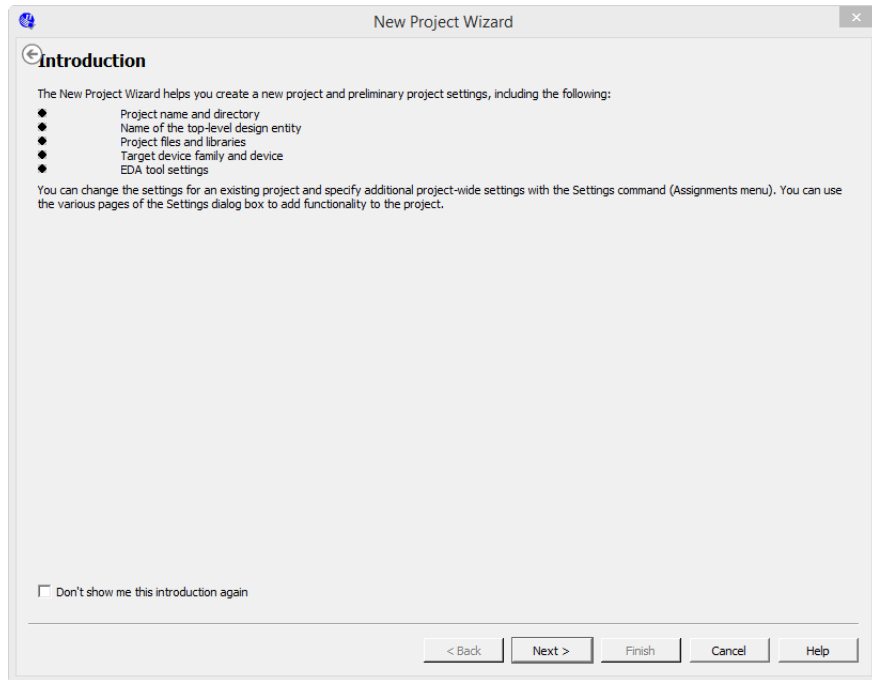 New Project Wizard
Introduction
The New Project Wizard helps you create a new project and preliminary project settings, including the following:
Project name and directory
Name of the top-level design entity
Project files and libraries
Target device family and device
EDA tool settings
You can change the settings for an existing project and specify additional project-wide settings with the Settings command (Assignments menu). You can use
the various pages of the Settings dialog box to add functionality to the project.
Don't show me this introduction again
< Back Next > Finish Cancel Help